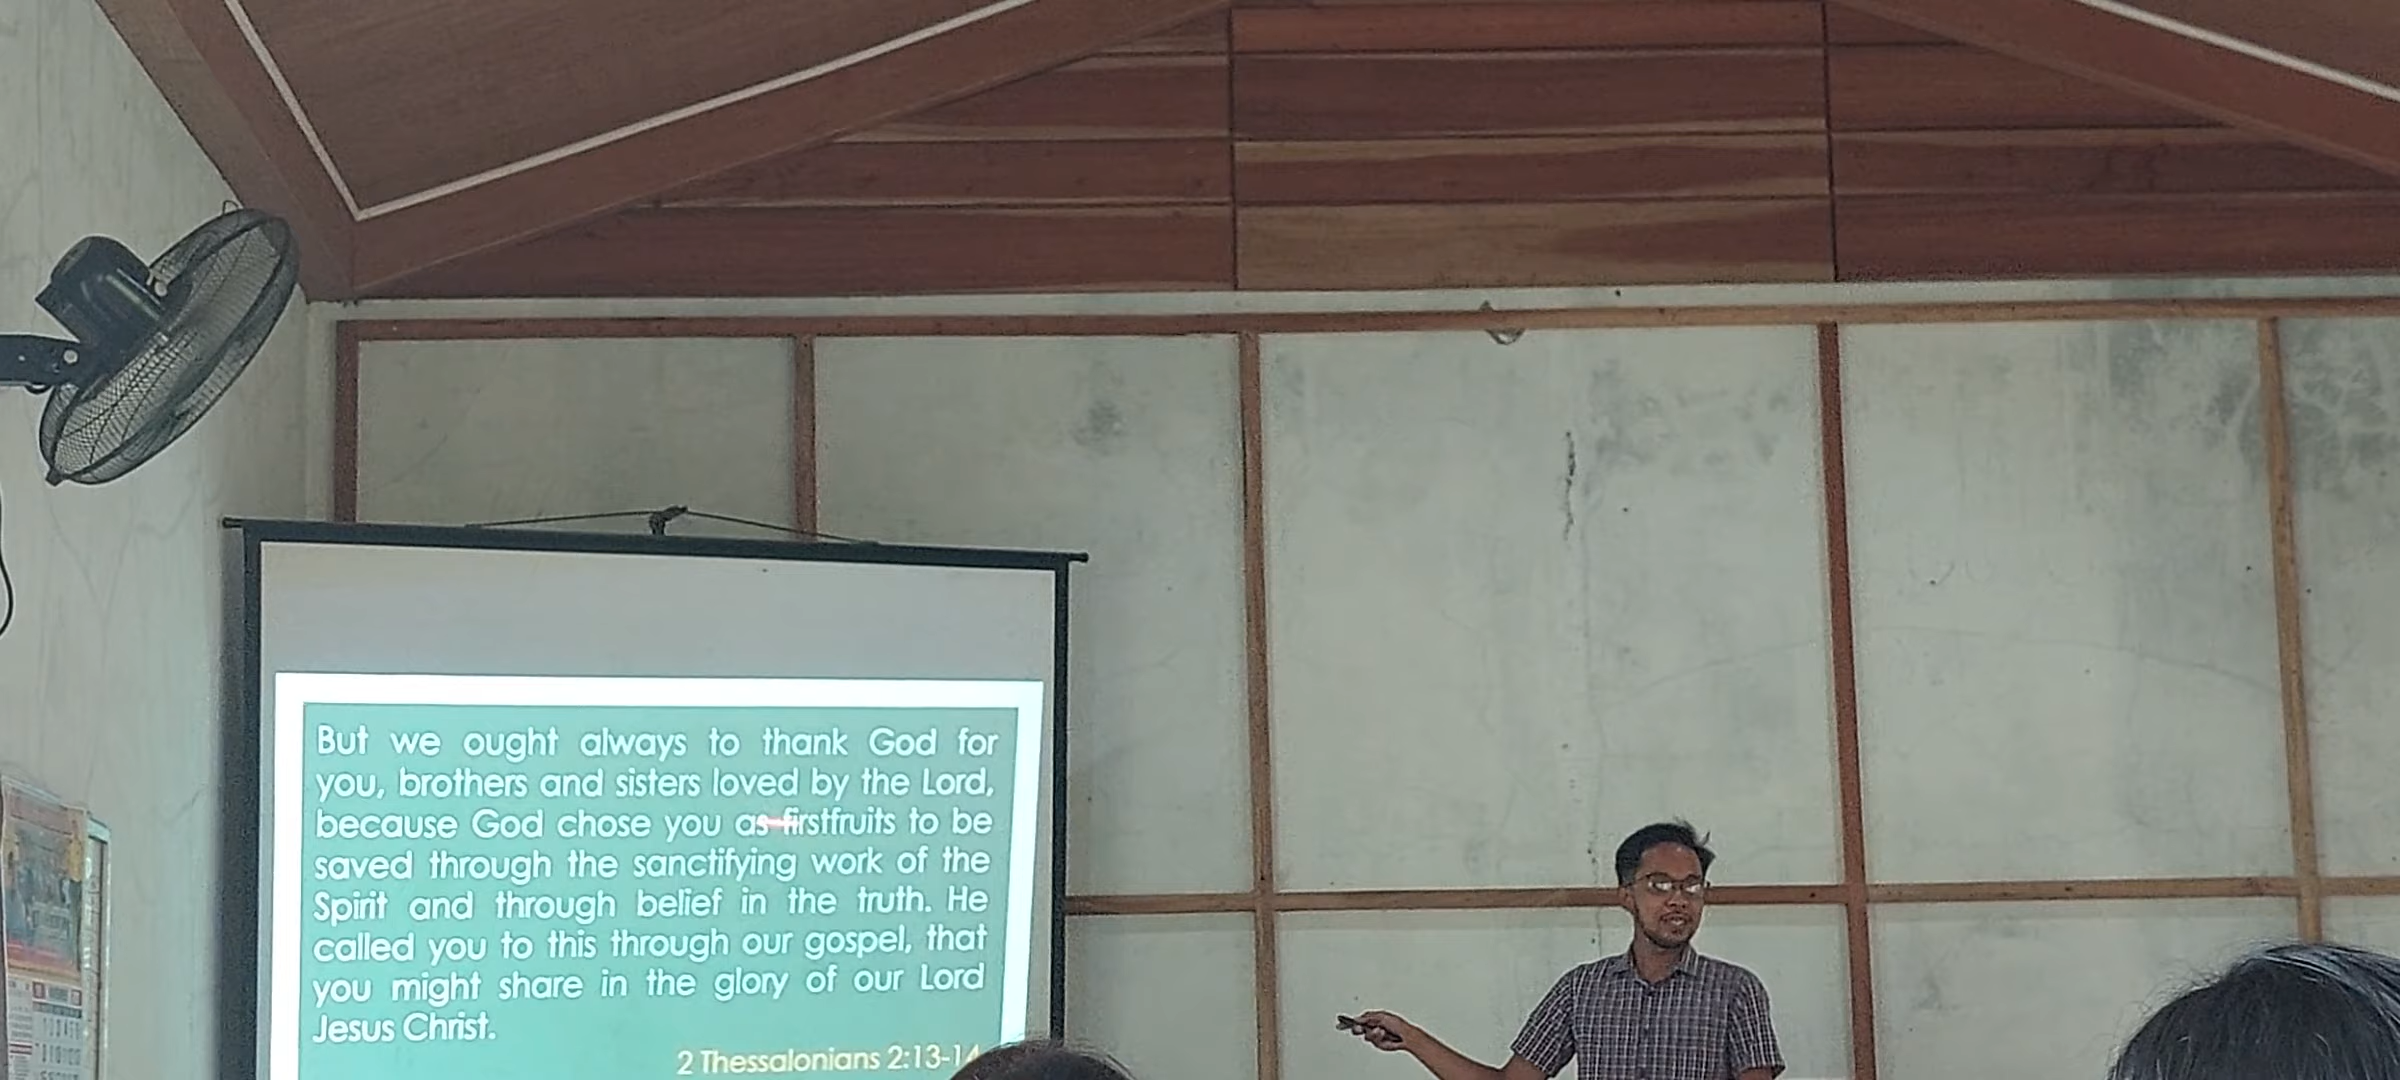 But we ought always to thank God for
you, brothers and sisters loved by the Lord,
because God chose you as firstfruits to be
saved through the sanctifying work of the
Spirit and through belief in the truth. He
called you to this through our gospel, that
you might share in the glory of our Lord
Jesus Christ.
2 Thessalonians 2:13-14